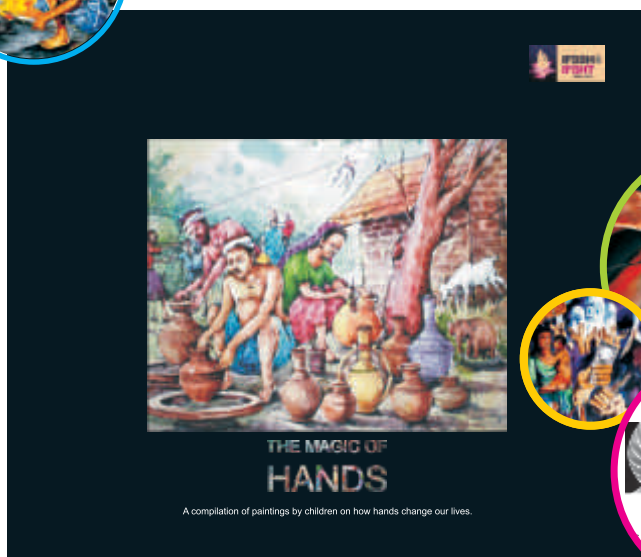 THE MAGIC OF
HANDS
A compilation of paintings by children on how hands change our lives.